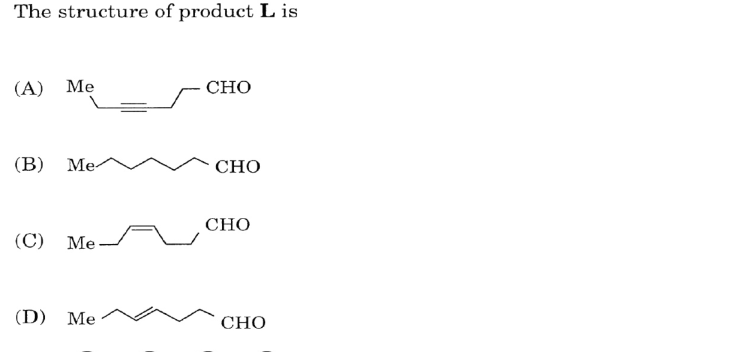 The structure of product L is
(A) Me CHO
(B) Me CHO
(C) Me CHO
(D) Me CHO